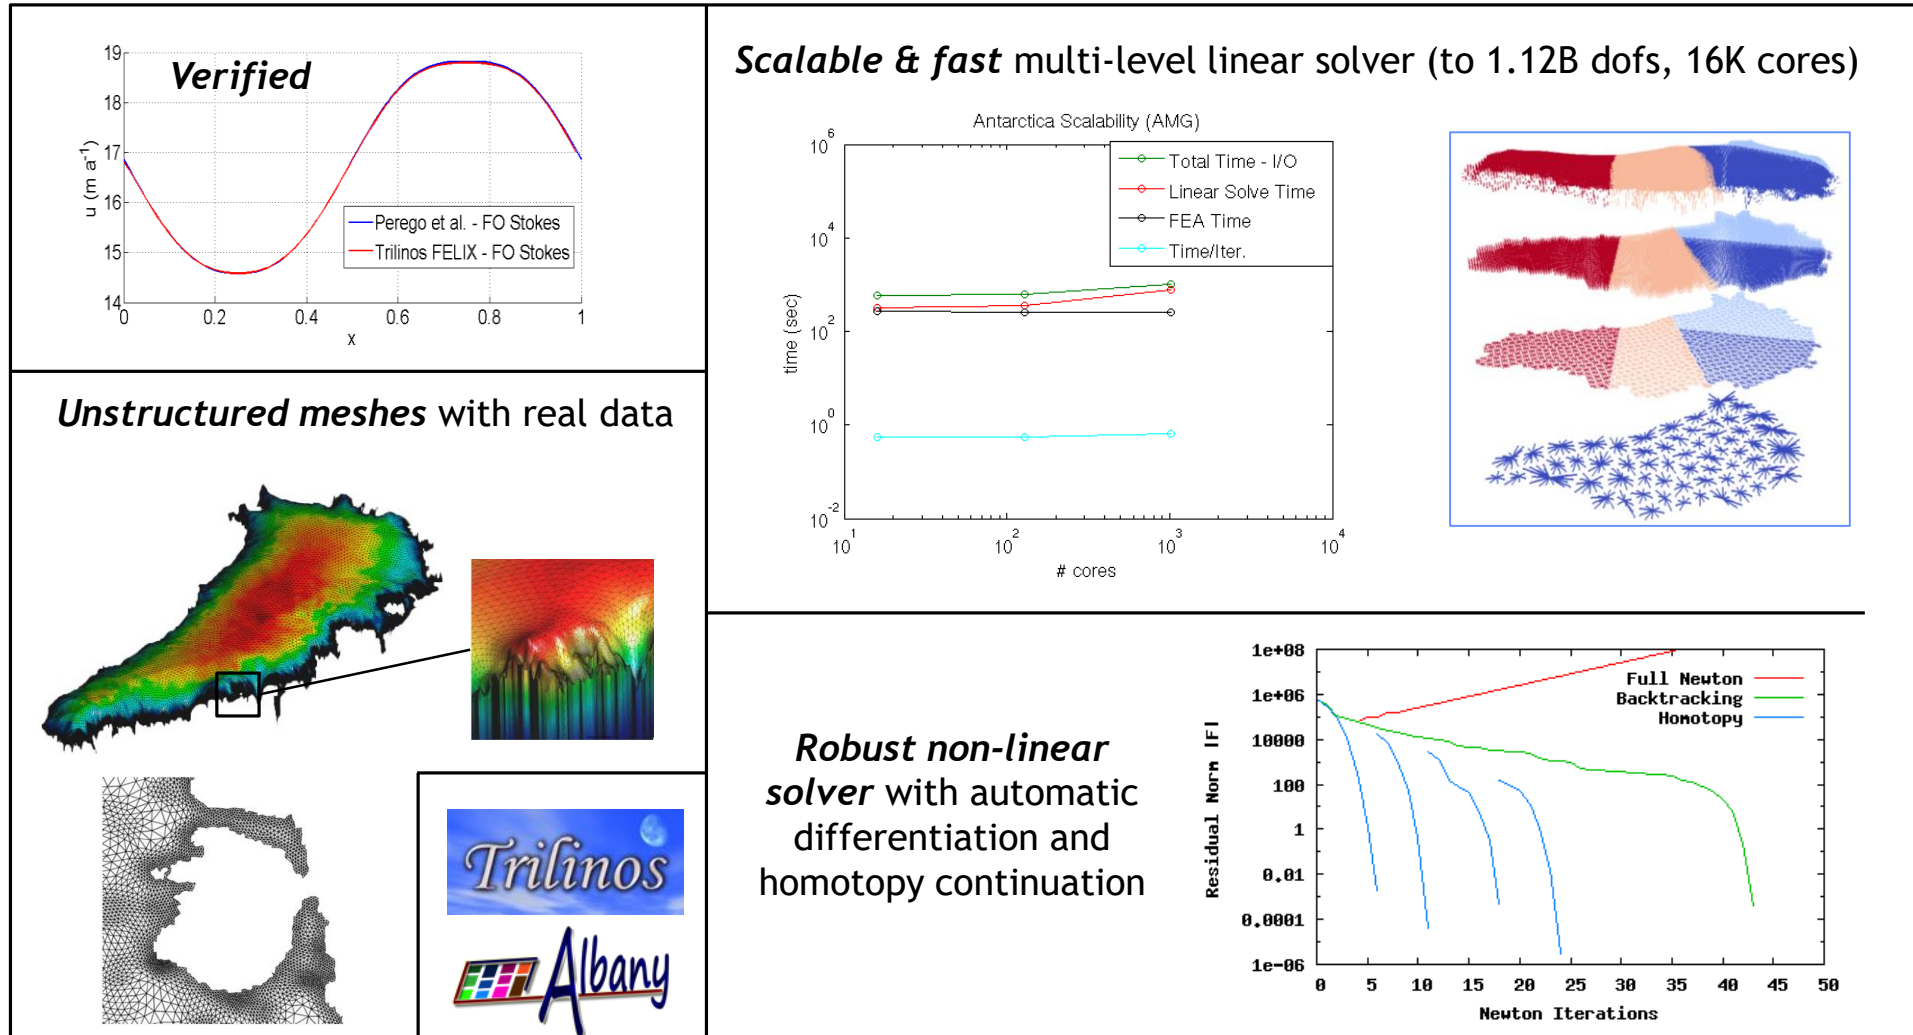 Verified
19
18
17
16
15
14
0
0.2
0.4
0.6
0.8
1
x
u (m a⁻¹)
Perego et al. - FO Stokes
Trilinos FELIX - FO Stokes
Scalable & fast multi-level linear solver (to 1.12B dofs, 16K cores)
Antarctica Scalability (AMG)
10⁶
10⁴
10²
10⁰
10⁻²
10¹
10²
10³
10⁴
# cores
time (sec)
Total Time - I/O
Linear Solve Time
FEA Time
Time/Iter.
Unstructured meshes with real data
Trilinos
Albany
Robust non-linear
solver with automatic
differentiation and
homotopy continuation
1e+08
1e+06
10000
100
1
0.01
0.0001
1e-06
0
5
10
15
20
25
30
35
40
45
50
Newton Iterations
Residual Norm |F|
Full Newton
Backtracking
Homotopy